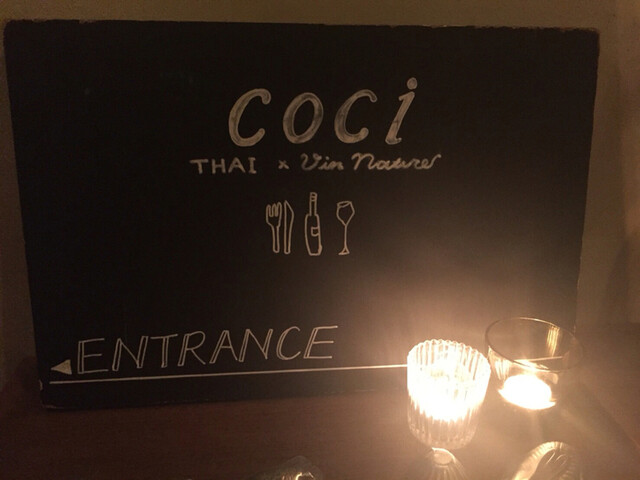 coci
THAI × Vin Nature
ENTRANCE